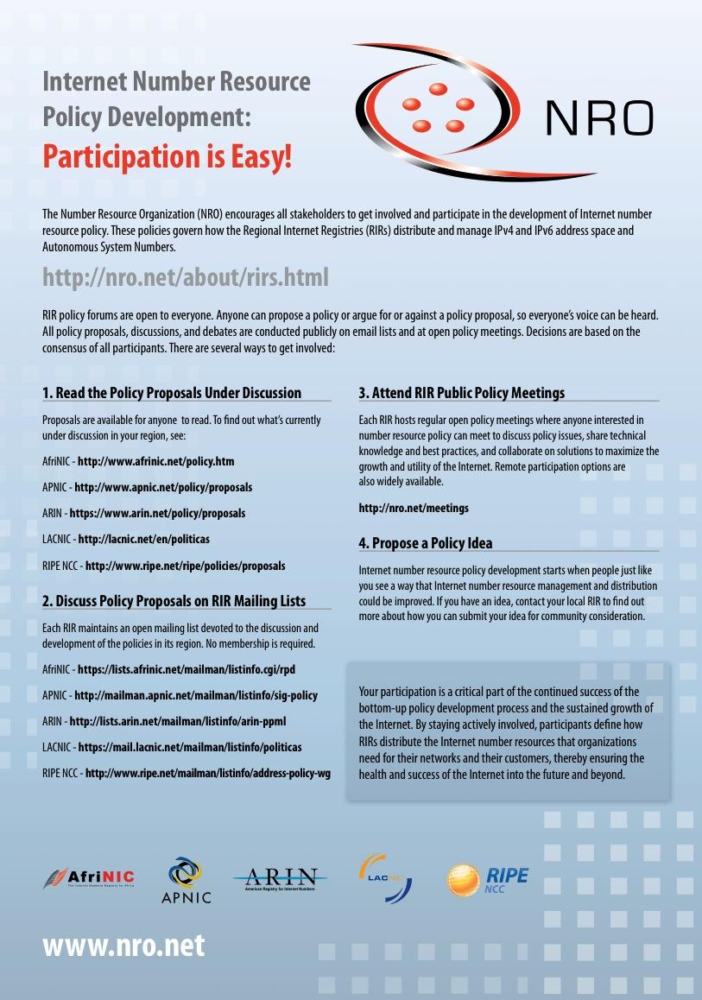 Internet Number Resource
Policy Development:
Participation is Easy!
NRO
The Number Resource Organization (NRO) encourages all stakeholders to get involved and participate in the development of Internet number
resource policy. These policies govern how the Regional Internet Registries (RIRs) distribute and manage IPv4 and IPv6 address space and
Autonomous System Numbers.
http://nro.net/about/rirs.html
RIR policy forums are open to everyone. Anyone can propose a policy or argue for or against a policy proposal, so everyone's voice can be heard.
All policy proposals, discussions, and debates are conducted publicly on email lists and at open policy meetings. Decisions are based on the
consensus of all participants. There are several ways to get involved:
1. Read the Policy Proposals Under Discussion
Proposals are available for anyone to read. To find out what's currently
under discussion in your region, see:
AfriNIC - http://www.afrinic.net/policy.htm
APNIC - http://www.apnic.net/policy/proposals
ARIN - https://www.arin.net/policy/proposals
LACNIC - http://lacnic.net/en/politicas
RIPE NCC - http://www.ripe.net/ripe/policies/proposals
2. Discuss Policy Proposals on RIR Mailing Lists
Each RIR maintains an open mailing list devoted to the discussion and
development of the policies in its region. No membership is required.
AfriNIC - https://lists.afrinic.net/mailman/listinfo.cgi/rpd
APNIC - http://mailman.apnic.net/mailman/listinfo/sig-policy
ARIN - http://lists.arin.net/mailman/listinfo/arin-ppml
LACNIC - https://mail.lacnic.net/mailman/listinfo/politicas
RIPE NCC - http://www.ripe.net/mailman/listinfo/address-policy-wg
3. Attend RIR Public Policy Meetings
Each RIR hosts regular open policy meetings where anyone interested in
number resource policy can meet to discuss policy issues, share technical
knowledge and best practices, and collaborate on solutions to maximize the
growth and utility of the Internet. Remote participation options are
also widely available.
http://nro.net/meetings
4. Propose a Policy Idea
Internet number resource policy development starts when people just like
you see a way that Internet number resource management and distribution
could be improved. If you have an idea, contact your local RIR to find out
more about how you can submit your idea for community consideration.
Your participation is a critical part of the continued success of the
bottom-up policy development process and the sustained growth of
the Internet. By staying actively involved, participants define how
RIRs distribute the Internet number resources that organizations
need for their networks and their customers, thereby ensuring the
health and success of the Internet into the future and beyond.
AfriNIC
The Internet Numbers Registry for Africa
APNIC
ARIN
American Registry for Internet Numbers
LACNIC
RIPE
NCC
www.nro.net